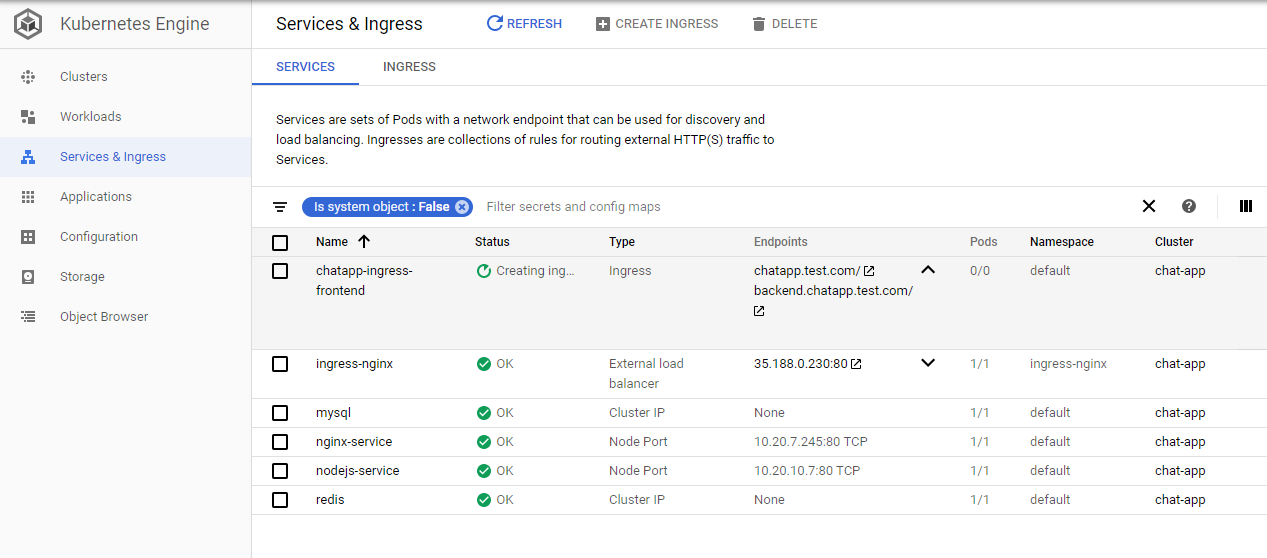 Kubernetes Engine
Services & Ingress
REFRESH
CREATE INGRESS
DELETE
Clusters
Workloads
Services & Ingress
Applications
Configuration
Storage
Object Browser
SERVICES INGRESS
Services are sets of Pods with a network endpoint that can be used for discovery and
load balancing. Ingresses are collections of rules for routing external HTTP(S) traffic to
Services.
Is system object : False Filter secrets and config maps
Name Status Type Endpoints Pods Namespace Cluster
chatapp-ingress- Creating ing... Ingress chatapp.test.com/ 0/0 default chat-app
frontend backend.chatapp.test.com/
ingress-nginx OK External load 35.188.0.230:80 1/1 ingress-nginx chat-app
balancer
mysql OK Cluster IP None 1/1 default chat-app
nginx-service OK Node Port 10.20.7.245:80 TCP 1/1 default chat-app
nodejs-service OK Node Port 10.20.10.7:80 TCP 1/1 default chat-app
redis OK Cluster IP None 1/1 default chat-app